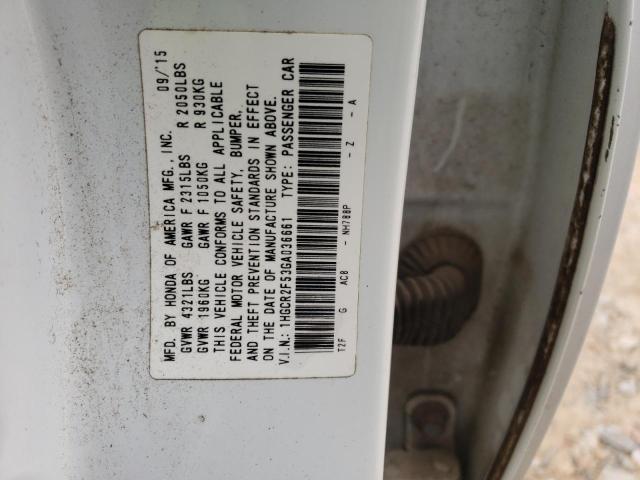 MFD. BY HONDA OF AMERICA MFG., INC. 09/'15
GVWR 4321LBS GAWR F 2315LBS R 2050LBS
GVWR 1960KG GAWR F 1050KG R 930KG
THIS VEHICLE CONFORMS TO ALL APPLICABLE
FEDERAL MOTOR VEHICLE SAFETY, BUMPER,
AND THEFT PREVENTION STANDARDS IN EFFECT
ON THE DATE OF MANUFACTURE SHOWN ABOVE.
V.I.N.: 1HGCR2F53GA036661 TYPE: PASSENGER CAR
T2F G ACB - NH788P - Z - A